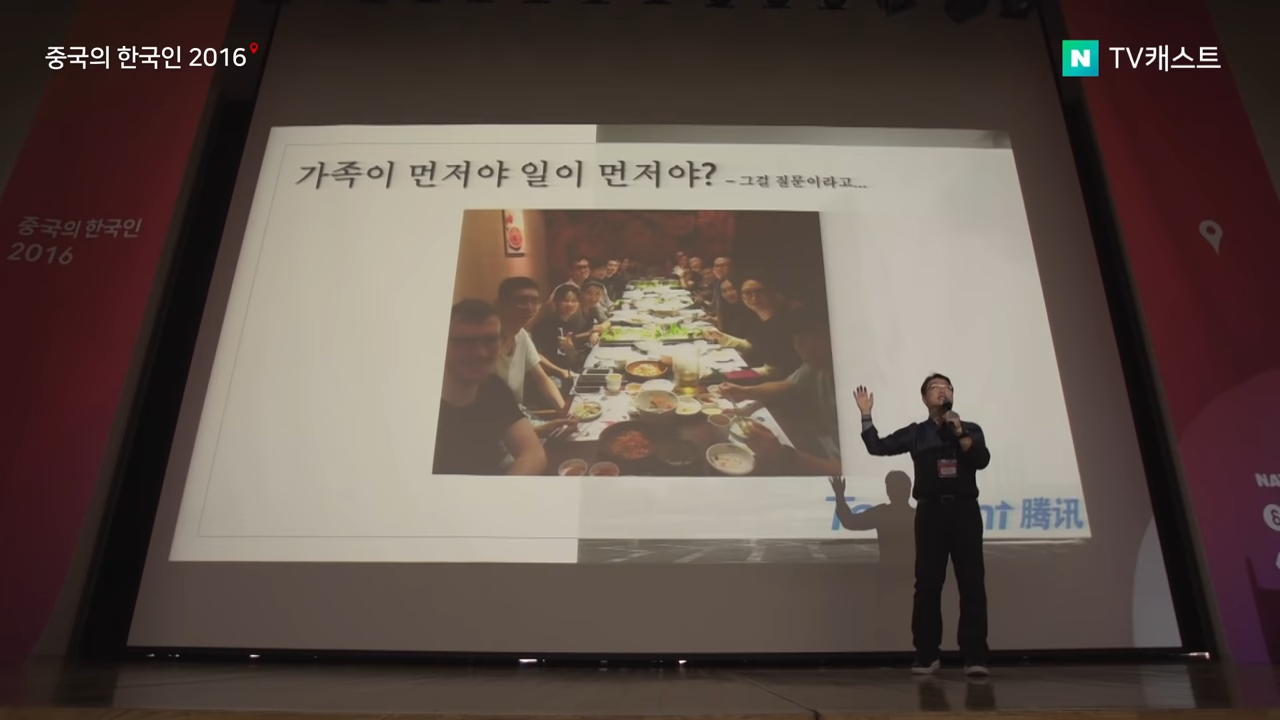 중국의 한국인 2016
N TV캐스트
가족이 먼저야 일이 먼저야? – 그걸 질문이라고...
중국의 한국인
2016
腾讯